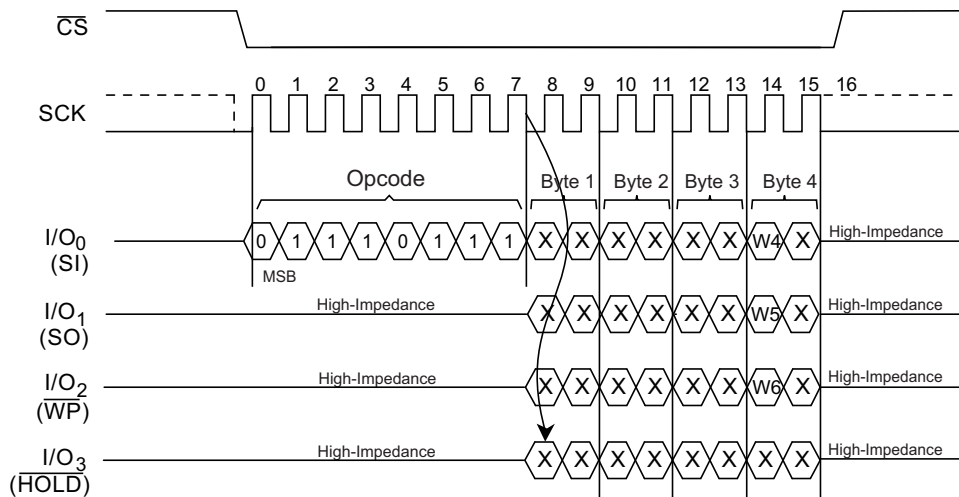 CS
0 1 2 3 4 5 6 7 8 9 10 11 12 13 14 15 16
SCK
Opcode Byte 1 Byte 2 Byte 3 Byte 4
I/O0 0 1 1 1 0 1 1 1 X X X X X X W4 X High-Impedance
(SI)
MSB
I/O1 High-Impedance X X X X X X W5 X High-Impedance
(SO)
I/O2 High-Impedance X X X X X X W6 X High-Impedance
(WP)
I/O3 High-Impedance X X X X X X X X High-Impedance
(HOLD)